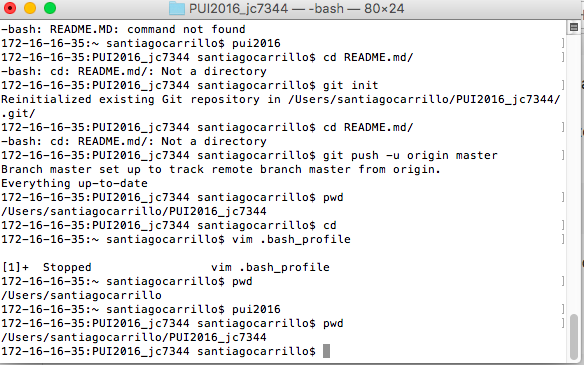 PUI2016_jc7344 — -bash — 80×24
-bash: README.MD: command not found
172-16-16-35:~ santiagocarrillo$ pui2016
172-16-16-35:PUI2016_jc7344 santiagocarrillo$ cd README.md/
-bash: cd: README.md/: Not a directory
172-16-16-35:PUI2016_jc7344 santiagocarrillo$ git init
Reinitialized existing Git repository in /Users/santiagocarrillo/PUI2016_jc7344/
.git/
172-16-16-35:PUI2016_jc7344 santiagocarrillo$ cd README.md/
-bash: cd: README.md/: Not a directory
172-16-16-35:PUI2016_jc7344 santiagocarrillo$ git push -u origin master
Branch master set up to track remote branch master from origin.
Everything up-to-date
172-16-16-35:PUI2016_jc7344 santiagocarrillo$ pwd
/Users/santiagocarrillo/PUI2016_jc7344
172-16-16-35:PUI2016_jc7344 santiagocarrillo$ cd
172-16-16-35:~ santiagocarrillo$ vim .bash_profile
[1]+  Stopped                 vim .bash_profile
172-16-16-35:~ santiagocarrillo$ pwd
/Users/santiagocarrillo
172-16-16-35:~ santiagocarrillo$ pui2016
172-16-16-35:PUI2016_jc7344 santiagocarrillo$ pwd
/Users/santiagocarrillo/PUI2016_jc7344
172-16-16-35:PUI2016_jc7344 santiagocarrillo$